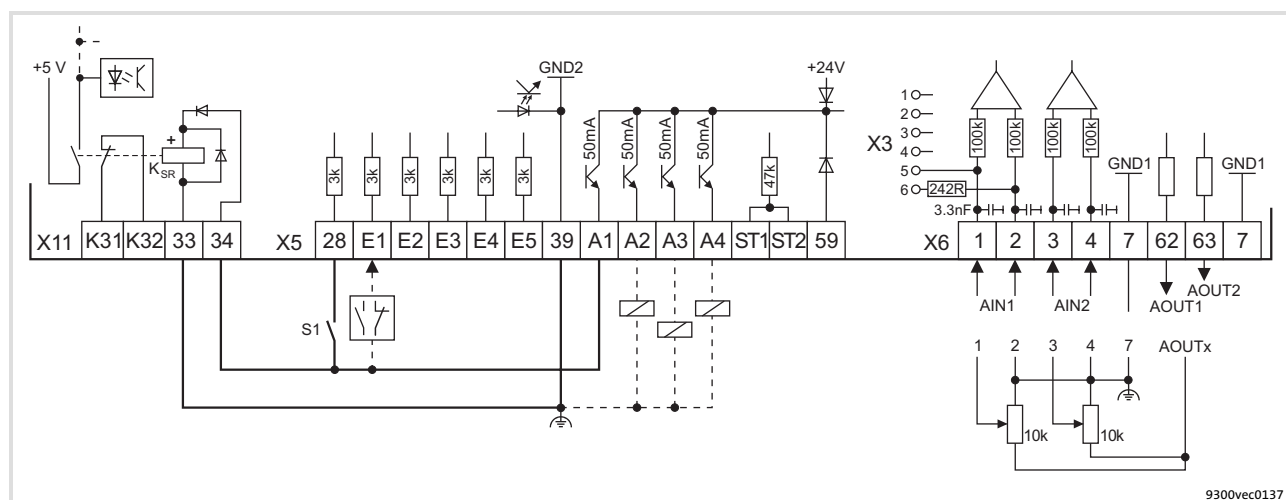 +5 V
+
K_SR
GND2
+24V
50mA 50mA 50mA 50mA
3k 3k 3k 3k 3k 3k
47k
1
2
3
4
5
6
X3
100k 100k 100k 100k
242R
3.3nF
GND1
GND1
X11 K31 K32 33 34
X5 28 E1 E2 E3 E4 E5 39 A1 A2 A3 A4 ST1 ST2 59
X6 1 2 3 4 7 62 63 7
S1
AIN1 AIN2
AOUT1
AOUT2
1 2 3 4 7 AOUTx
10k 10k
9300vec0137